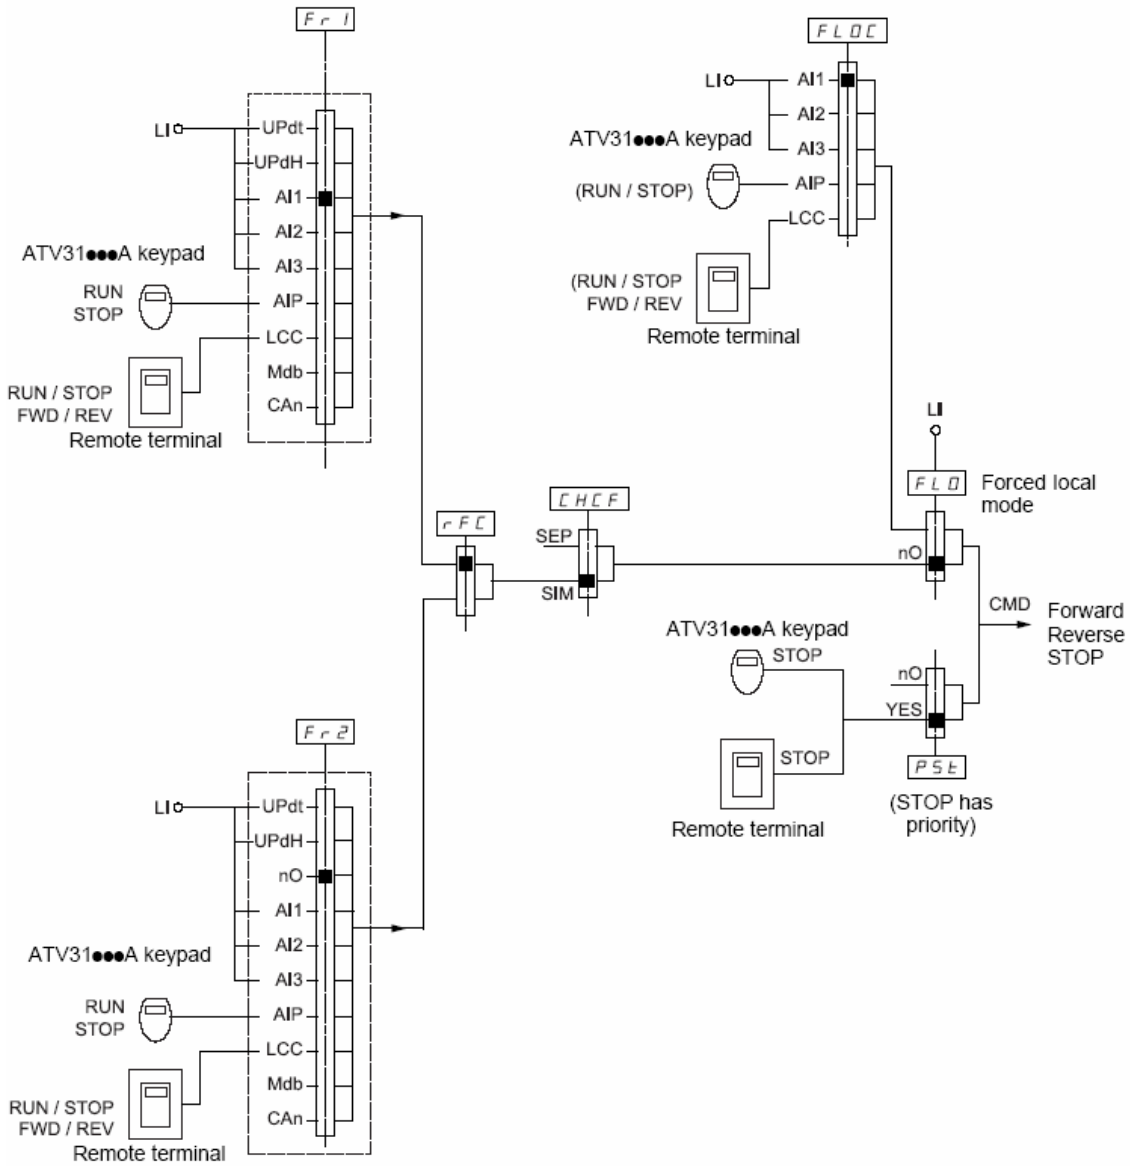 Fr1
LI
UPdt
UPdH
AI1
AI2
AI3
AIP
LCC
Mdb
CAn
ATV31●●●A keypad
RUN
STOP
RUN / STOP
FWD / REV
Remote terminal
FLOC
LI
AI1
AI2
AI3
AIP
LCC
ATV31●●●A keypad
(RUN / STOP)
(RUN / STOP
FWD / REV
Remote terminal
LI
FLO
Forced local
mode
nO
rFC
CHCF
SEP
SIM
CMD
Forward
Reverse
STOP
ATV31●●●A keypad
STOP
STOP
Remote terminal
nO
YES
PSt
(STOP has
priority)
Fr2
LI
UPdt
UPdH
nO
AI1
AI2
AI3
AIP
LCC
Mdb
CAn
ATV31●●●A keypad
RUN
STOP
RUN / STOP
FWD / REV
Remote terminal